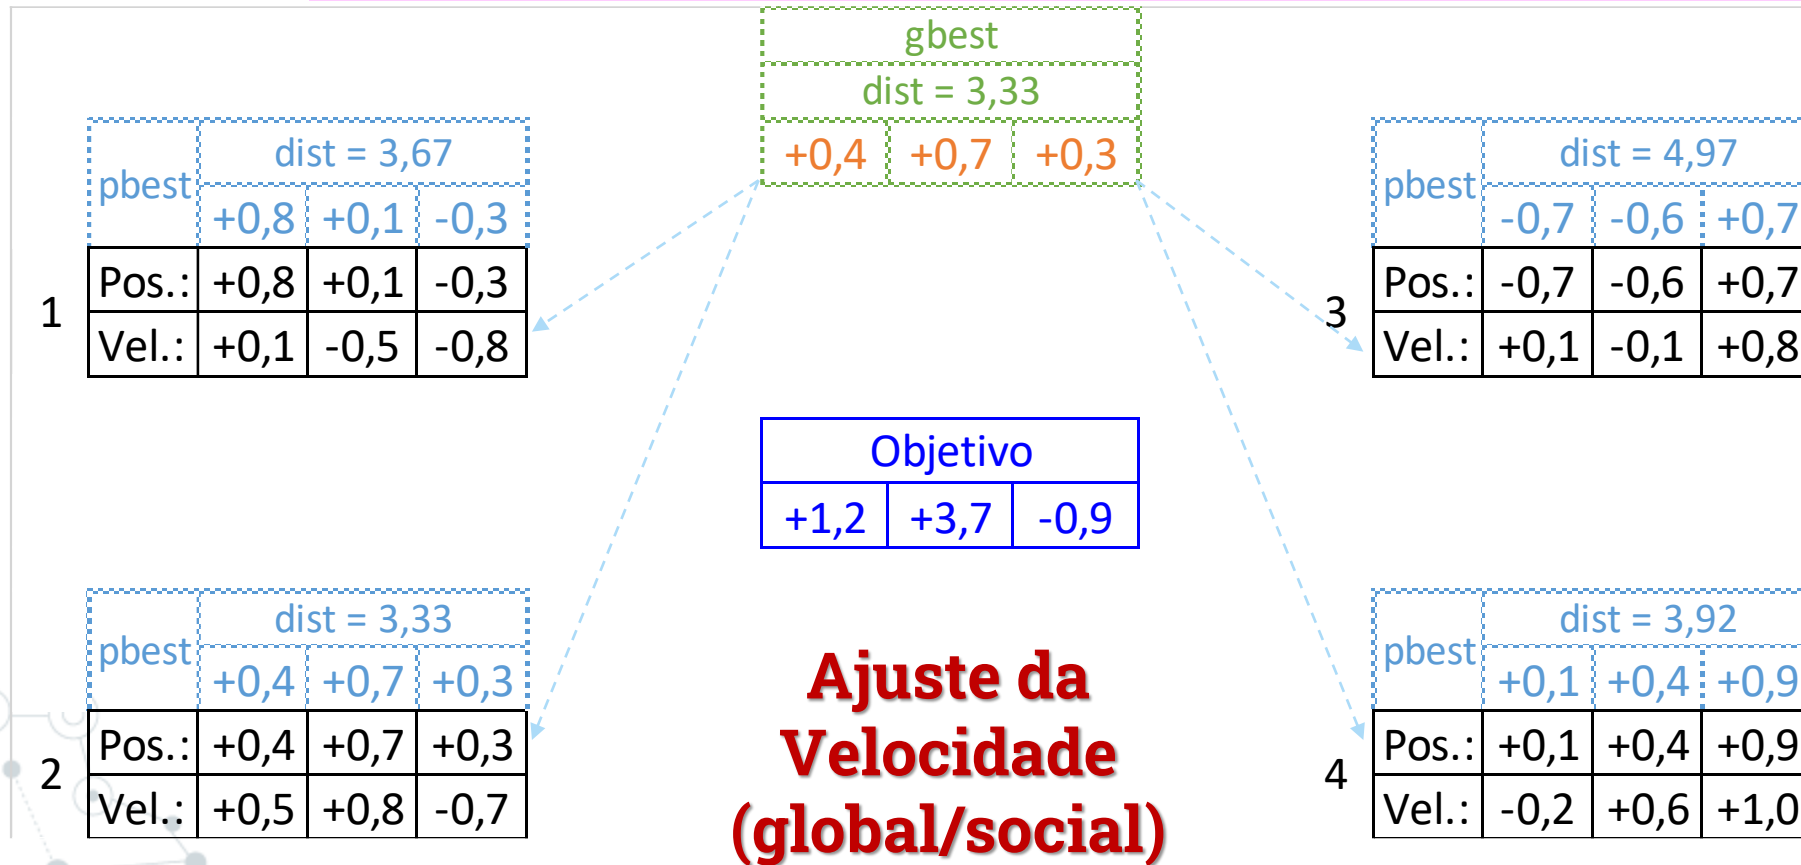 gbest
dist = 3,33
+0,4 +0,7 +0,3
pbest
dist = 3,67
+0,8 +0,1 -0,3
1
Pos.: +0,8 +0,1 -0,3
Vel.: +0,1 -0,5 -0,8
pbest
dist = 4,97
-0,7 -0,6 +0,7
3
Pos.: -0,7 -0,6 +0,7
Vel.: +0,1 -0,1 +0,8
Objetivo
+1,2 +3,7 -0,9
pbest
dist = 3,33
+0,4 +0,7 +0,3
2
Pos.: +0,4 +0,7 +0,3
Vel.: +0,5 +0,8 -0,7
Ajuste da
Velocidade
(global/social)
pbest
dist = 3,92
+0,1 +0,4 +0,9
4
Pos.: +0,1 +0,4 +0,9
Vel.: -0,2 +0,6 +1,0